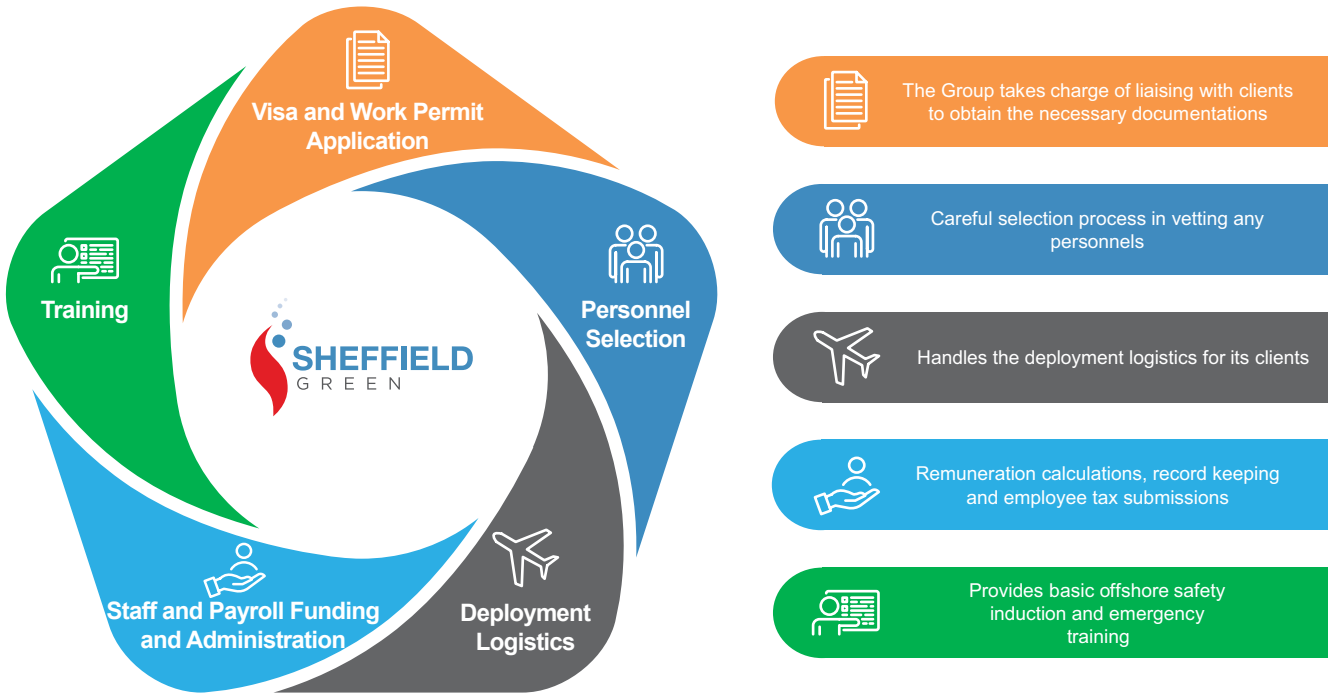 Visa and Work Permit
Application
Personnel
Selection
Deployment
Logistics
Staff and Payroll Funding
and Administration
Training
SHEFFIELD
GREEN
The Group takes charge of liaising with clients
to obtain the necessary documentations
Careful selection process in vetting any
personnels
Handles the deployment logistics for its clients
Remuneration calculations, record keeping
and employee tax submissions
Provides basic offshore safety
induction and emergency
training